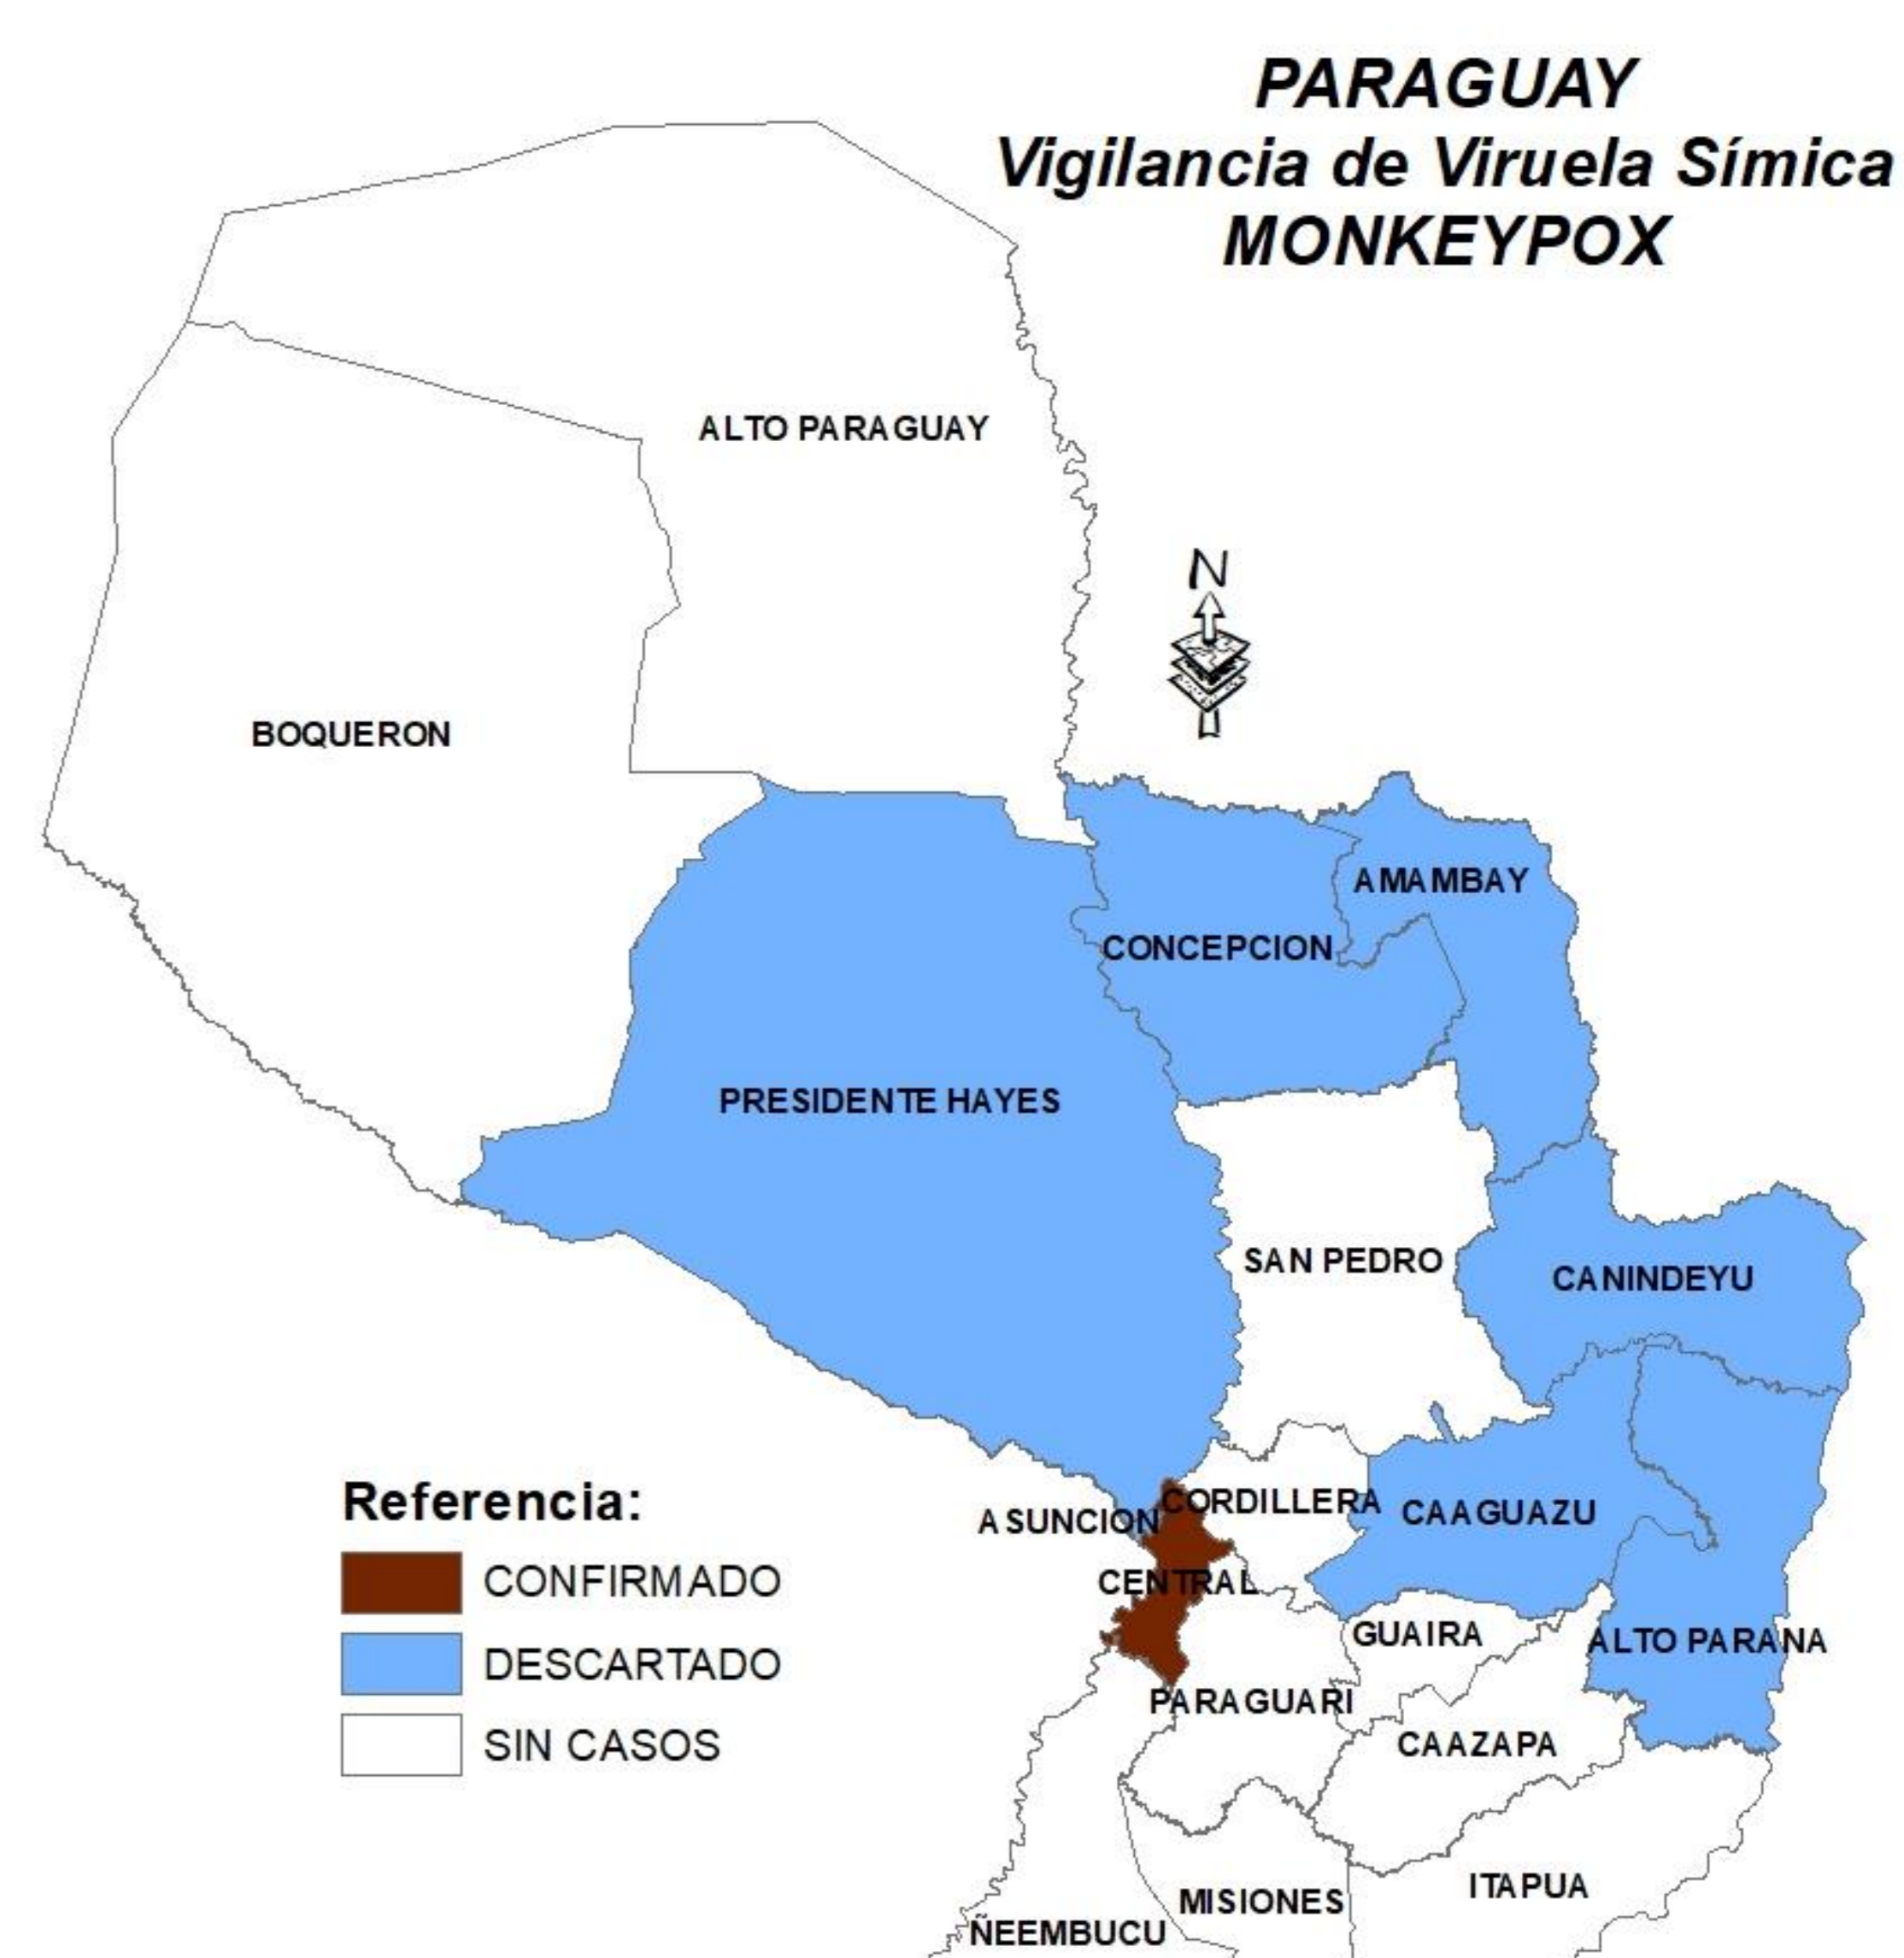 PARAGUAY
Vigilancia de Viruela Símica
MONKEYPOX
ALTO PARAGUAY
N
BOQUERON
AMAMBAY
CONCEPCION
PRESIDENTE HAYES
SAN PEDRO
CANINDEYU
CORDILLERA
CAAGUAZU
ASUNCION
CENTRAL
GUAIRA
ALTO PARANA
PARAGUARI
CAAZAPA
ITAPUA
MISIONES
ÑEEMBUCU
Referencia:
CONFIRMADO
DESCARTADO
SIN CASOS